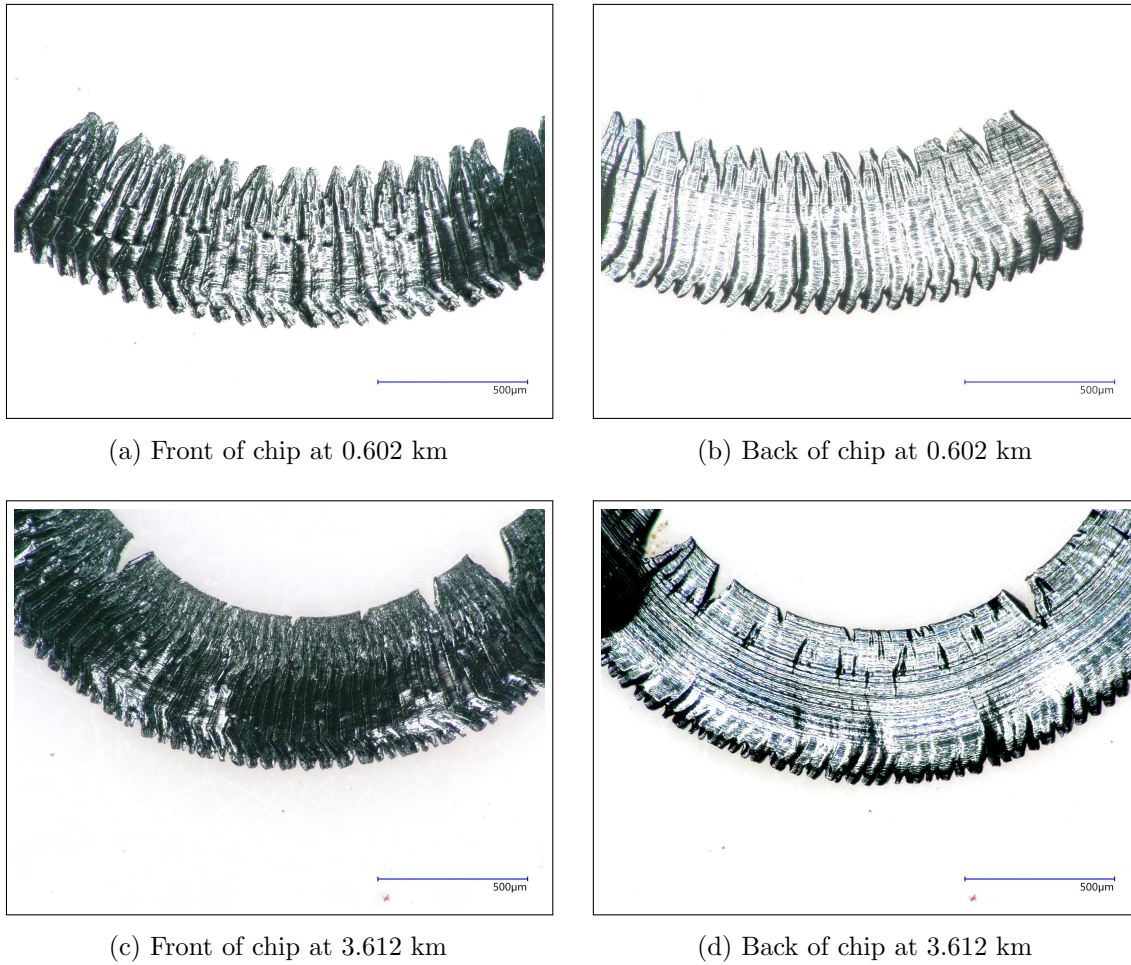 500μm
500μm
(a) Front of chip at 0.602 km
(b) Back of chip at 0.602 km
500μm
500μm
(c) Front of chip at 3.612 km
(d) Back of chip at 3.612 km